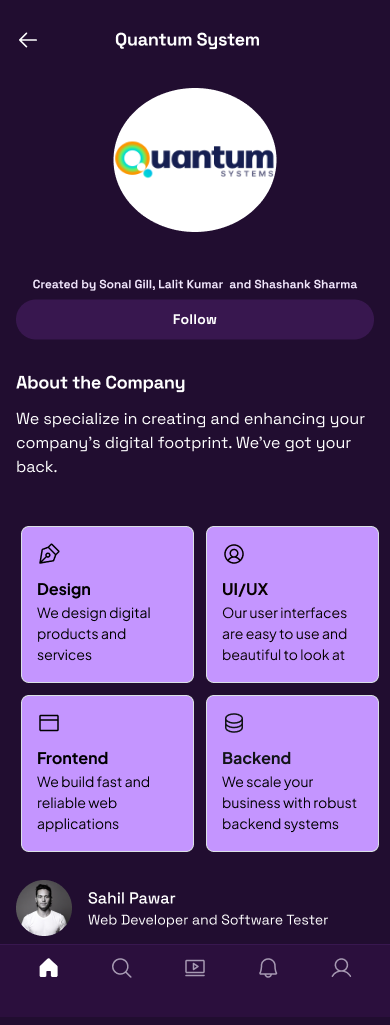 Quantum System
Quantum
SYSTEMS
Created by Sonal Gill, Lalit Kumar  and Shashank Sharma
Follow
About the Company
We specialize in creating and enhancing your
company's digital footprint. We've got your
back.
Design
We design digital
products and
services
UI/UX
Our user interfaces
are easy to use and
beautiful to look at
Frontend
We build fast and
reliable web
applications
Backend
We scale your
business with robust
backend systems
Sahil Pawar
Web Developer and Software Tester